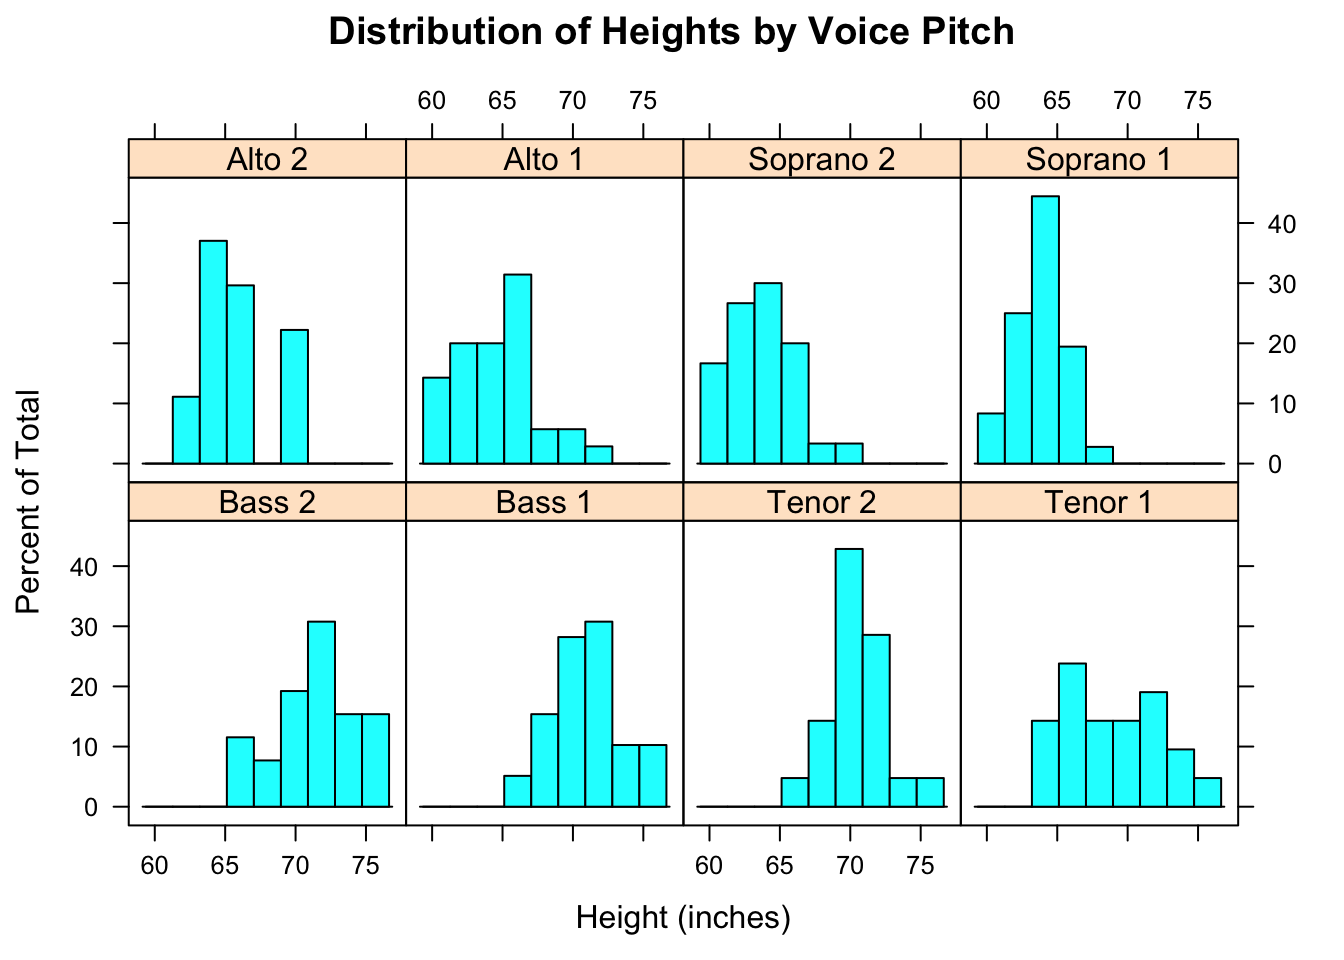 Distribution of Heights by Voice Pitch
60 65 70 75 60 65 70 75
Alto 2 Alto 1 Soprano 2 Soprano 1
40
30
20
10
0
Bass 2 Bass 1 Tenor 2 Tenor 1
40
30
20
10
0
60 65 70 75 60 65 70 75
Percent of Total
Height (inches)